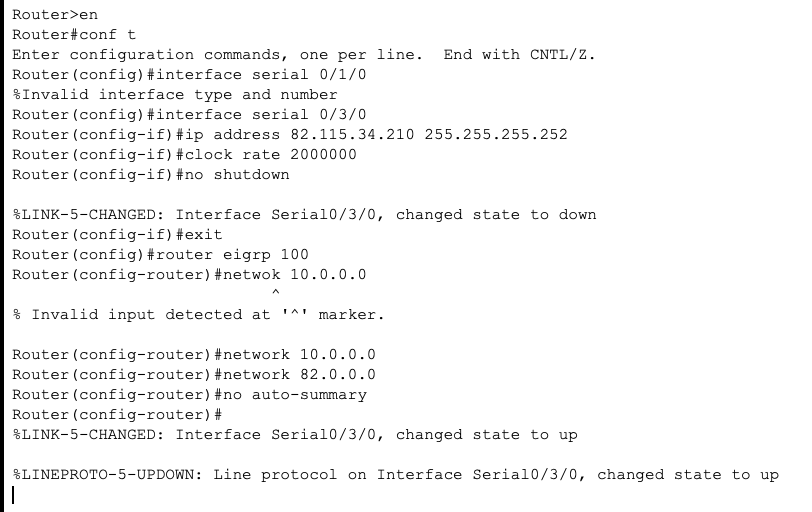 Router>en
Router#conf t
Enter configuration commands, one per line.  End with CNTL/Z.
Router(config)#interface serial 0/1/0
%Invalid interface type and number
Router(config)#interface serial 0/3/0
Router(config-if)#ip address 82.115.34.210 255.255.255.252
Router(config-if)#clock rate 2000000
Router(config-if)#no shutdown

%LINK-5-CHANGED: Interface Serial0/3/0, changed state to down
Router(config-if)#exit
Router(config)#router eigrp 100
Router(config-router)#netwok 10.0.0.0
                            ^
% Invalid input detected at '^' marker.

Router(config-router)#network 10.0.0.0
Router(config-router)#network 82.0.0.0
Router(config-router)#no auto-summary
Router(config-router)#
%LINK-5-CHANGED: Interface Serial0/3/0, changed state to up

%LINEPROTO-5-UPDOWN: Line protocol on Interface Serial0/3/0, changed state to up